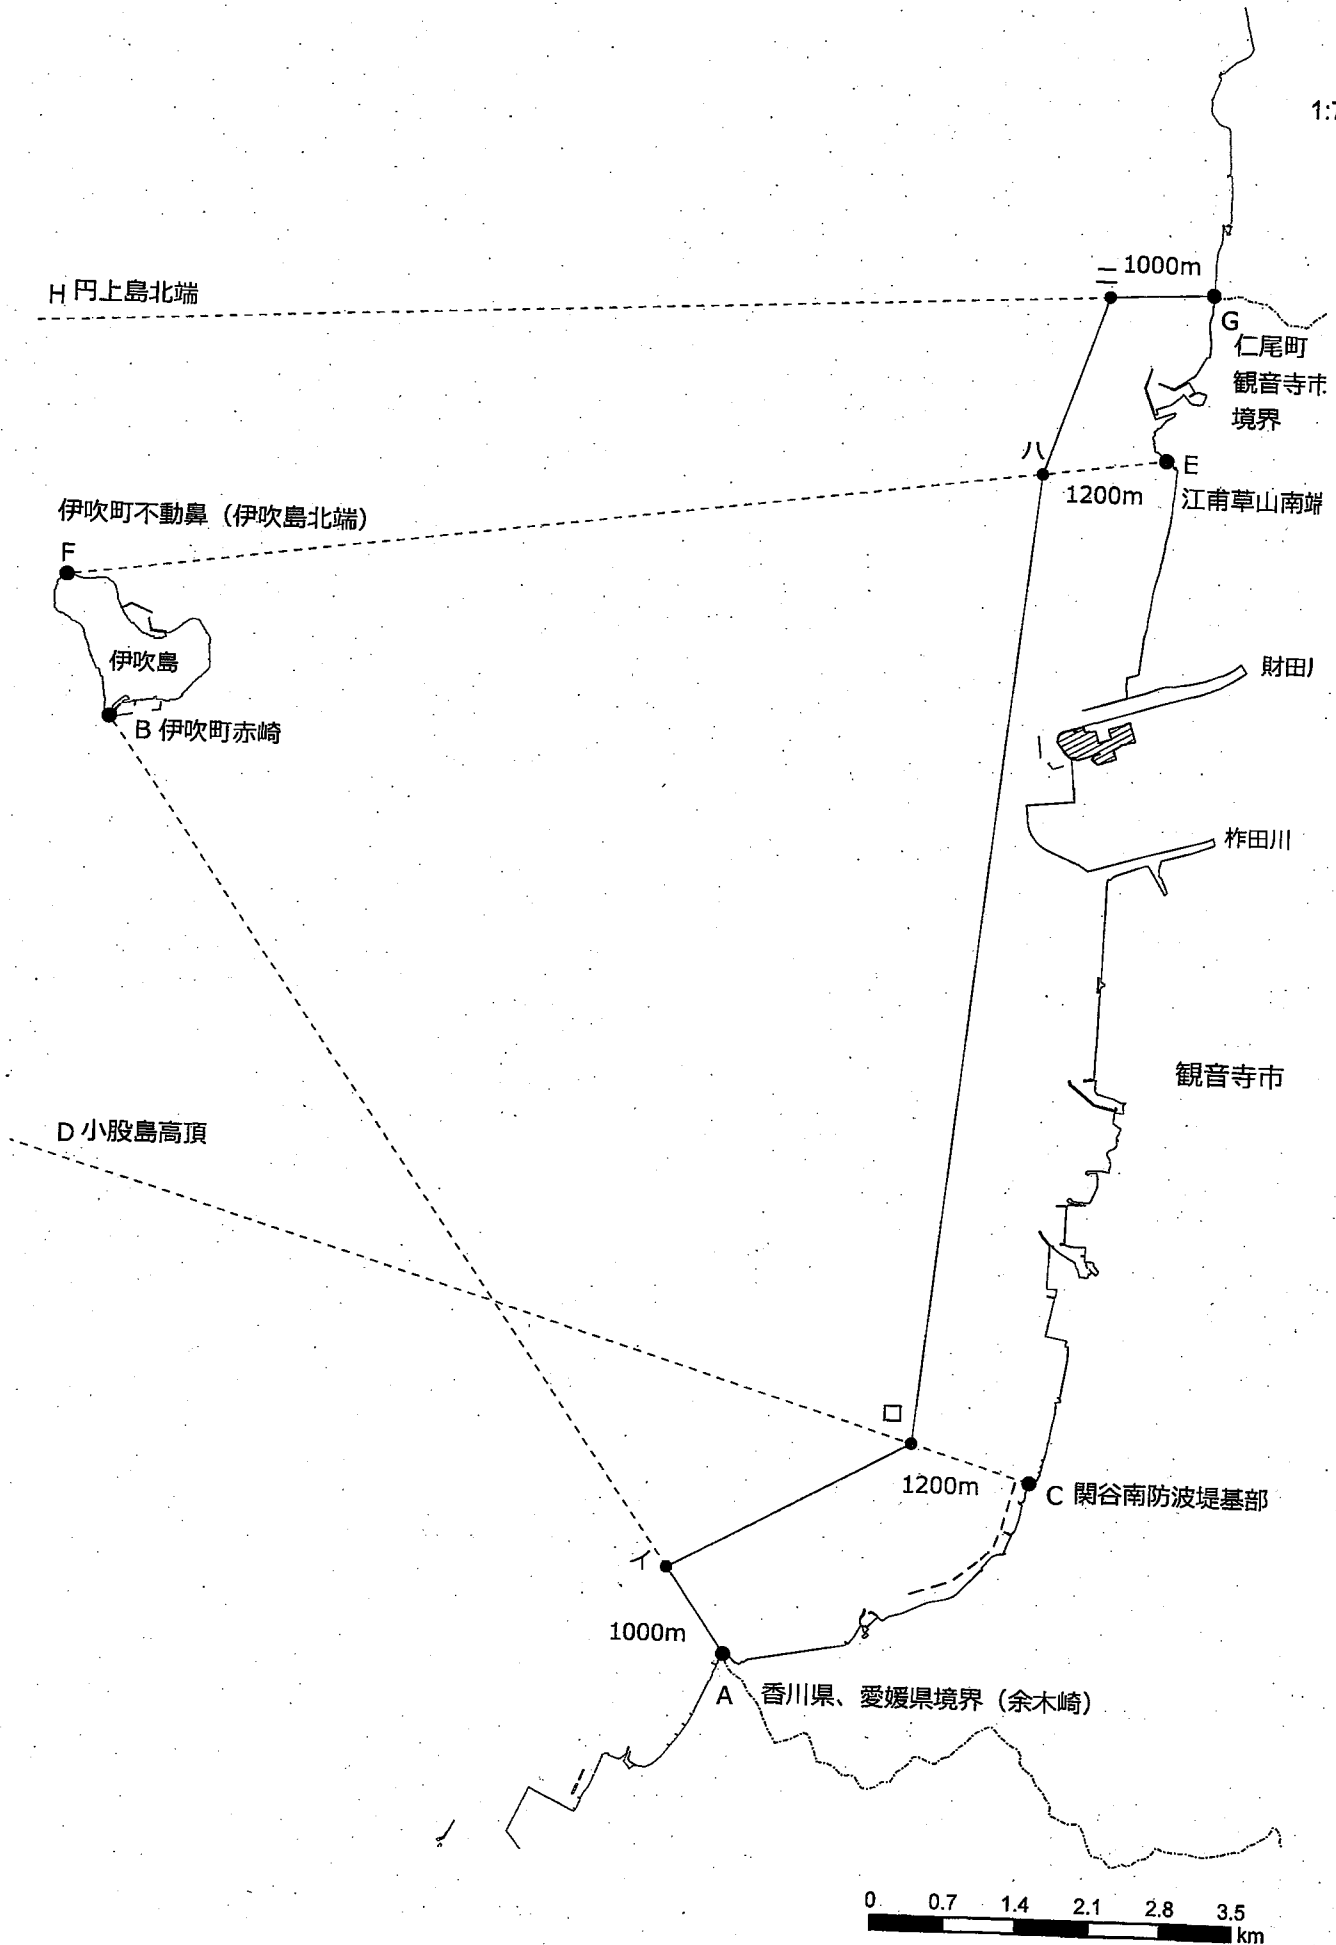 1:7
1000m
ニ
H 円上島北端
G
仁尾町
観音寺市
境界
ハ
E
1200m
江甫草山南端
伊吹町不動鼻（伊吹島北端）
F
伊吹島
財田川
B 伊吹町赤崎
柞田川
観音寺市
D 小股島高頂
ロ
1200m
C 関谷南防波堤基部
イ
1000m
A
香川県、愛媛県境界（余木崎）
0 0.7 1.4 2.1 2.8 3.5
km